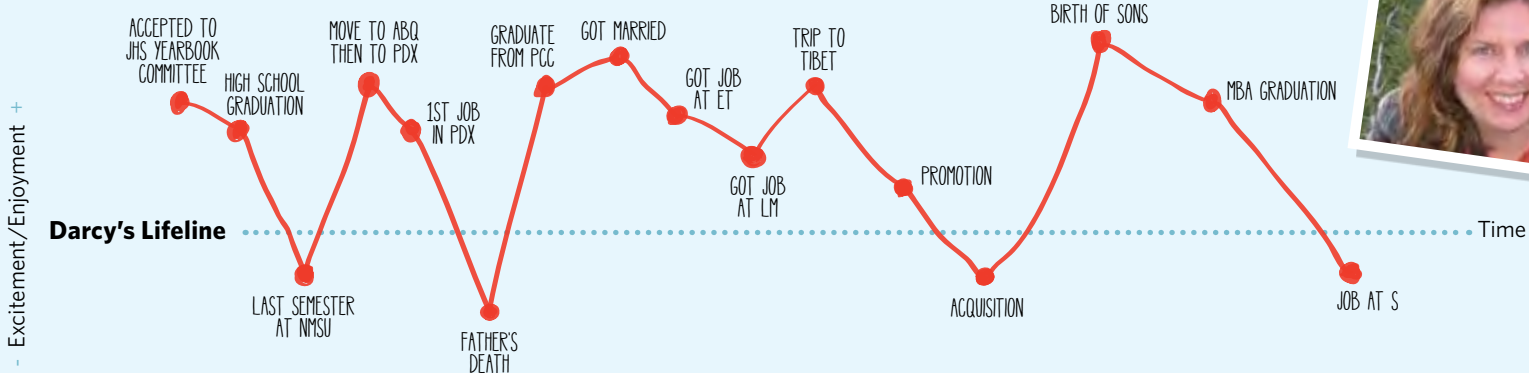 ACCEPTED TO
JHS YEARBOOK
COMMITTEE
HIGH SCHOOL
GRADUATION
LAST SEMESTER
AT NMSU
MOVE TO ABQ
THEN TO PDX
1ST JOB
IN PDX
FATHER'S
DEATH
GRADUATE
FROM PCC
GOT MARRIED
GOT JOB
AT ET
GOT JOB
AT LM
TRIP TO
TIBET
PROMOTION
ACQUISITION
BIRTH OF SONS
MBA GRADUATION
JOB AT S
- Excitement/Enjoyment +
Darcy’s Lifeline
Time